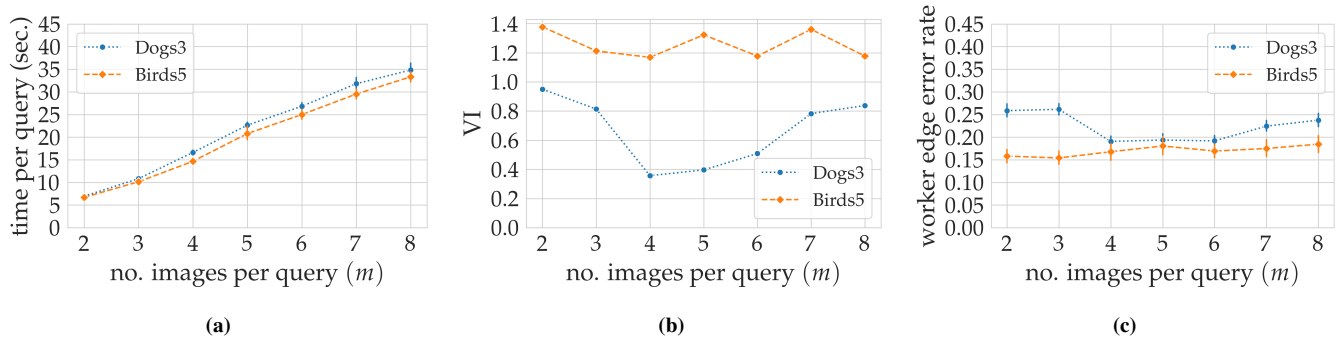 time per query (sec.)
45
40
35
30
25
20
15
10
5
0
Dogs3
Birds5
2 3 4 5 6 7 8
no. images per query (m)
(a)
VI
1.4
1.2
1.0
0.8
0.6
0.4
0.2
0.0
Dogs3
Birds5
2 3 4 5 6 7 8
no. images per query (m)
(b)
worker edge error rate
0.45
0.40
0.35
0.30
0.25
0.20
0.15
0.10
0.05
0.00
Dogs3
Birds5
2 3 4 5 6 7 8
no. images per query (m)
(c)